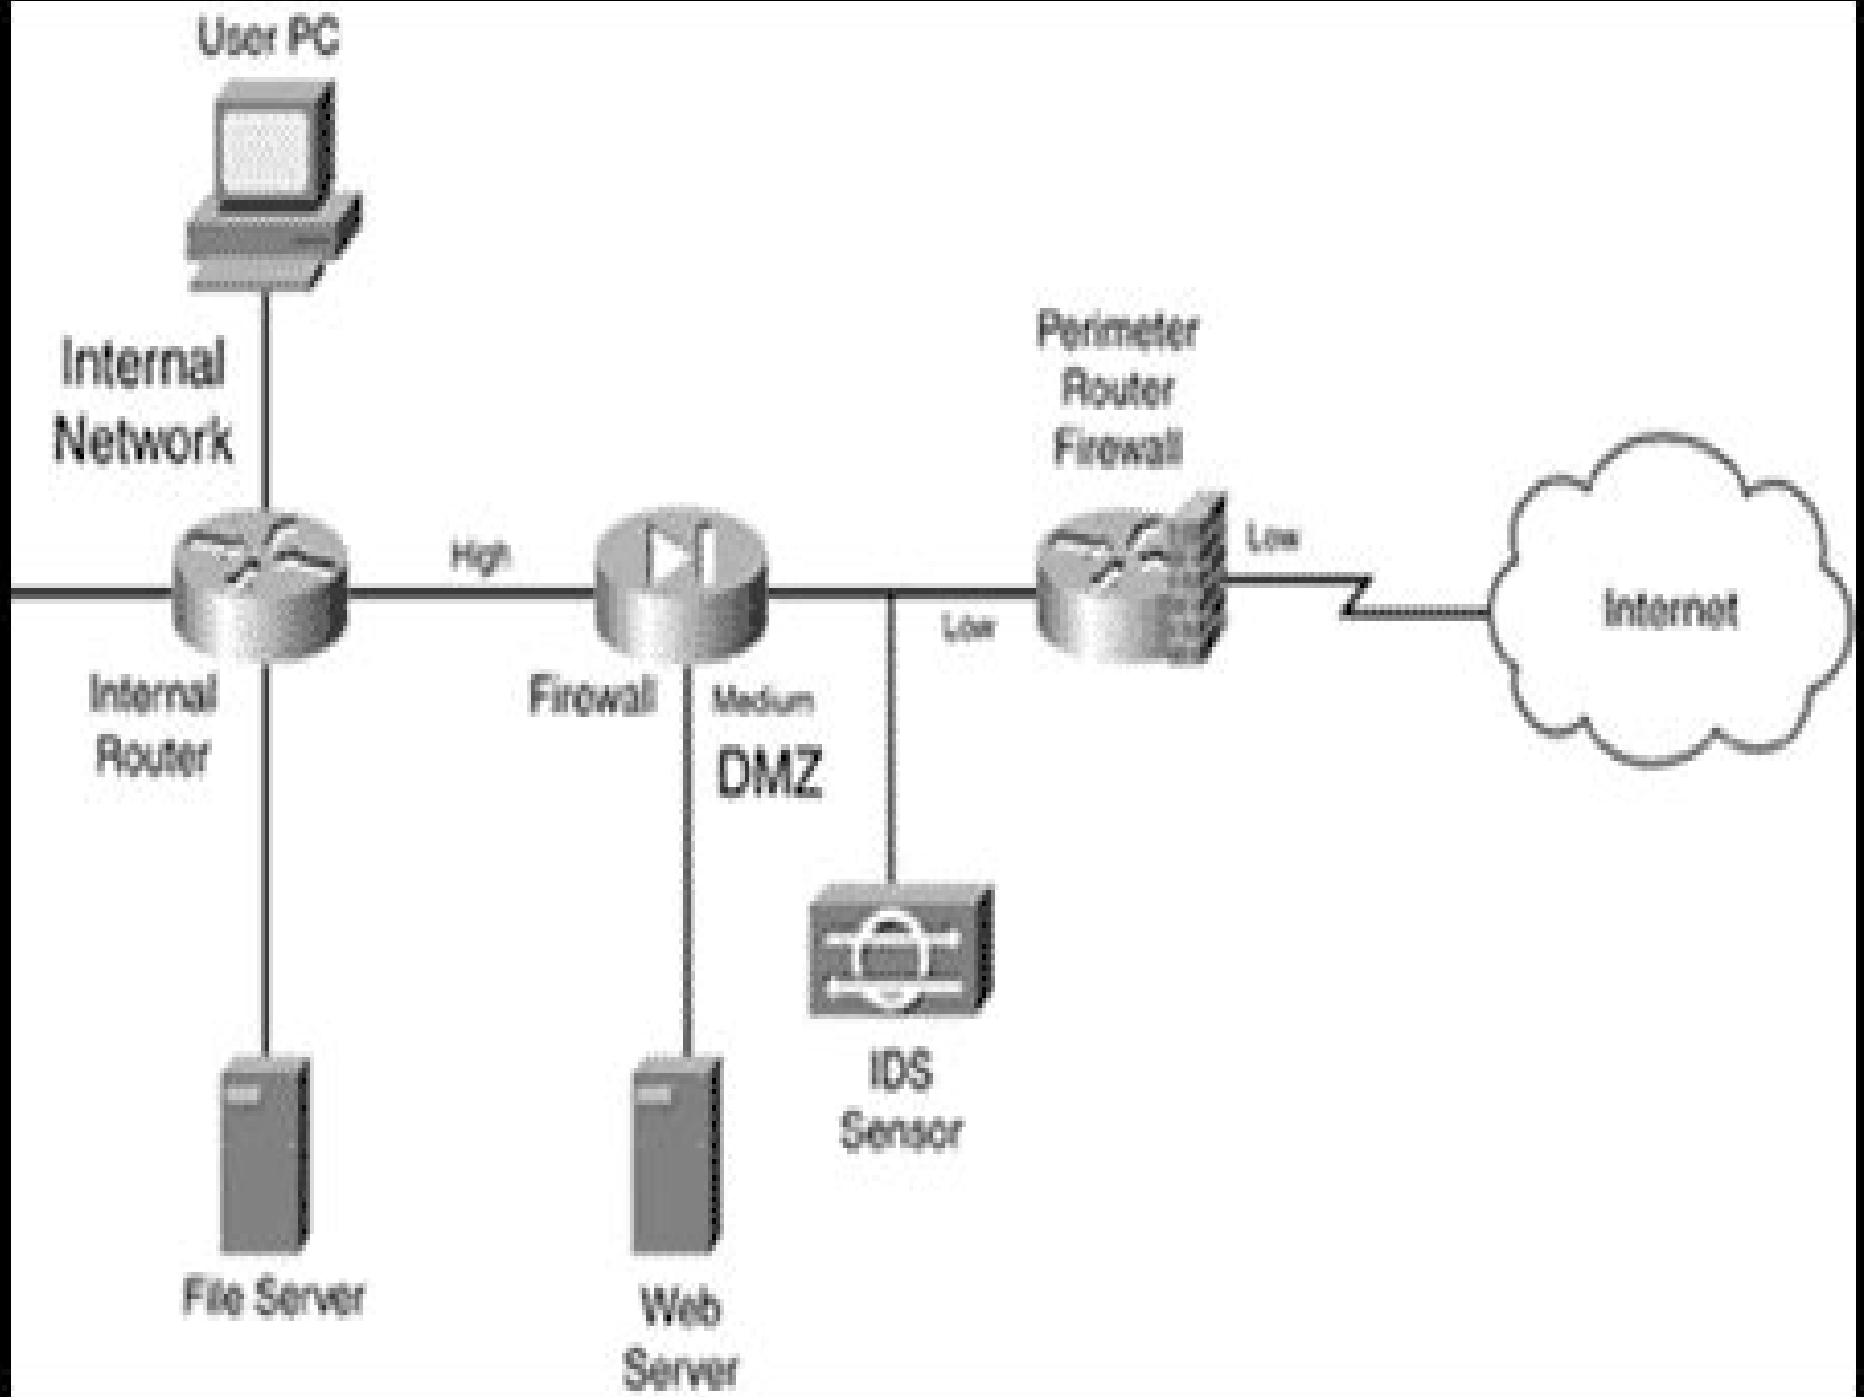 User PC
Internal
Network
Perimeter
Router
Firewall
High
Low
Low
Internet
Internal
Router
Firewall
Medium
DMZ
IDS
Sensor
File Server
Web
Server